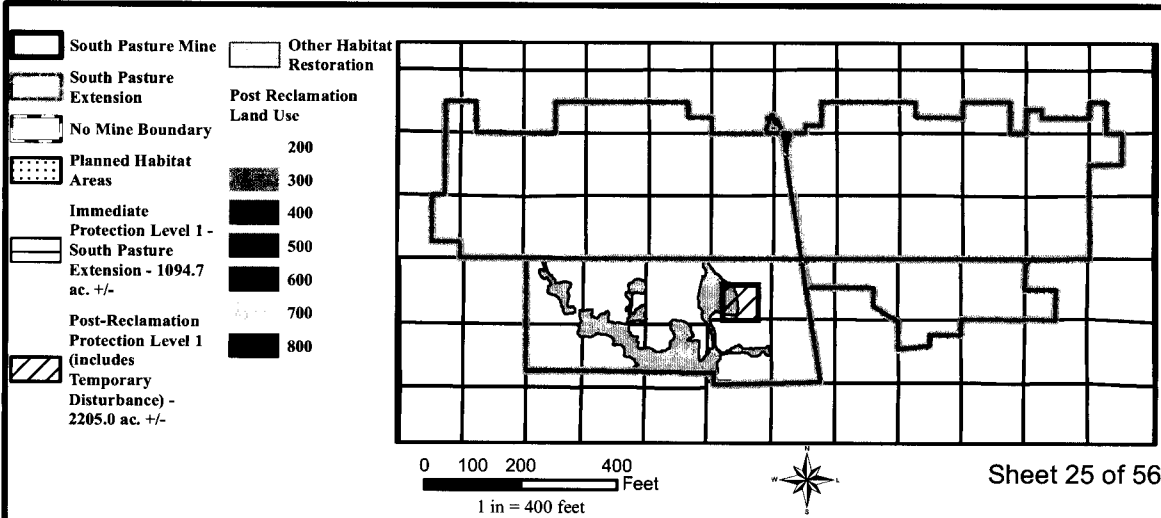 South Pasture Mine
South Pasture
Extension
No Mine Boundary
Planned Habitat
Areas
Immediate
Protection Level 1 -
South Pasture
Extension - 1094.7
ac. +/-
Post-Reclamation
Protection Level 1
(includes
Temporary
Disturbance) -
2205.0 ac. +/-
Other Habitat
Restoration
Post Reclamation
Land Use
200
300
400
500
600
700
800
0 100 200 400
Feet
1 in = 400 feet
N
W
L
S
Sheet 25 of 56